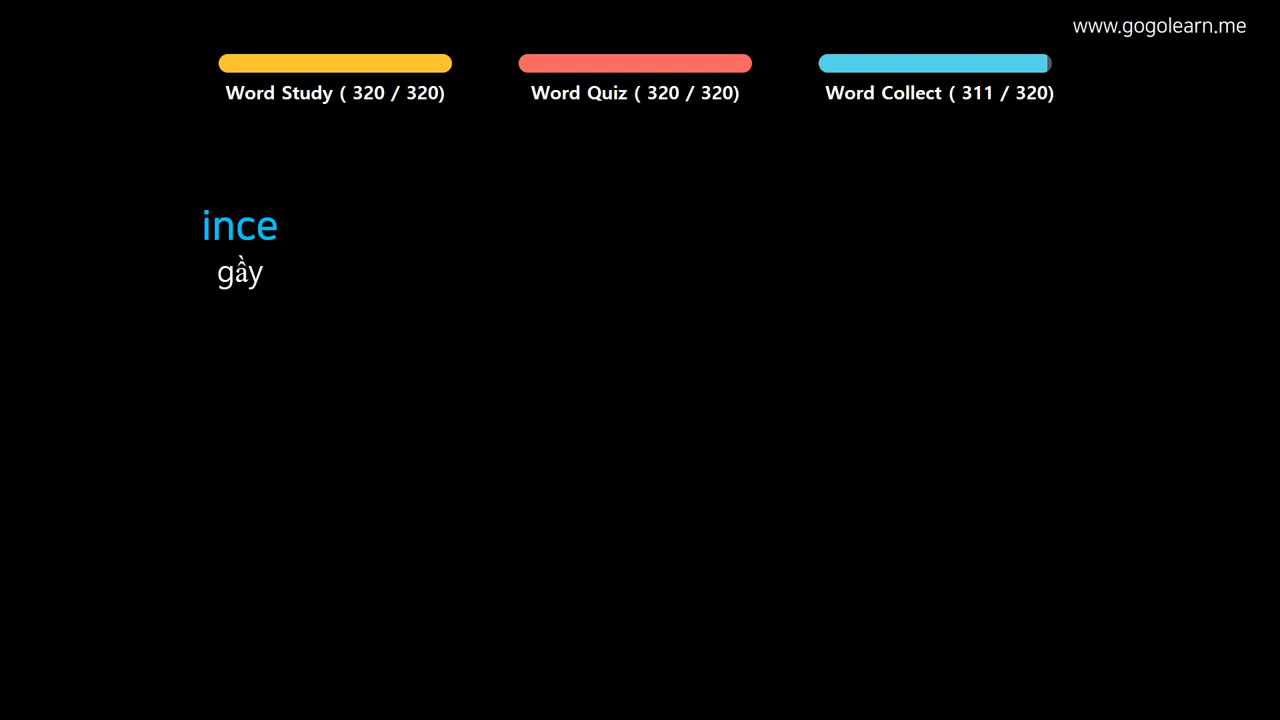 www.gogolearn.me
Word Study ( 320 / 320)
Word Quiz ( 320 / 320)
Word Collect ( 311 / 320)
ince
gầy